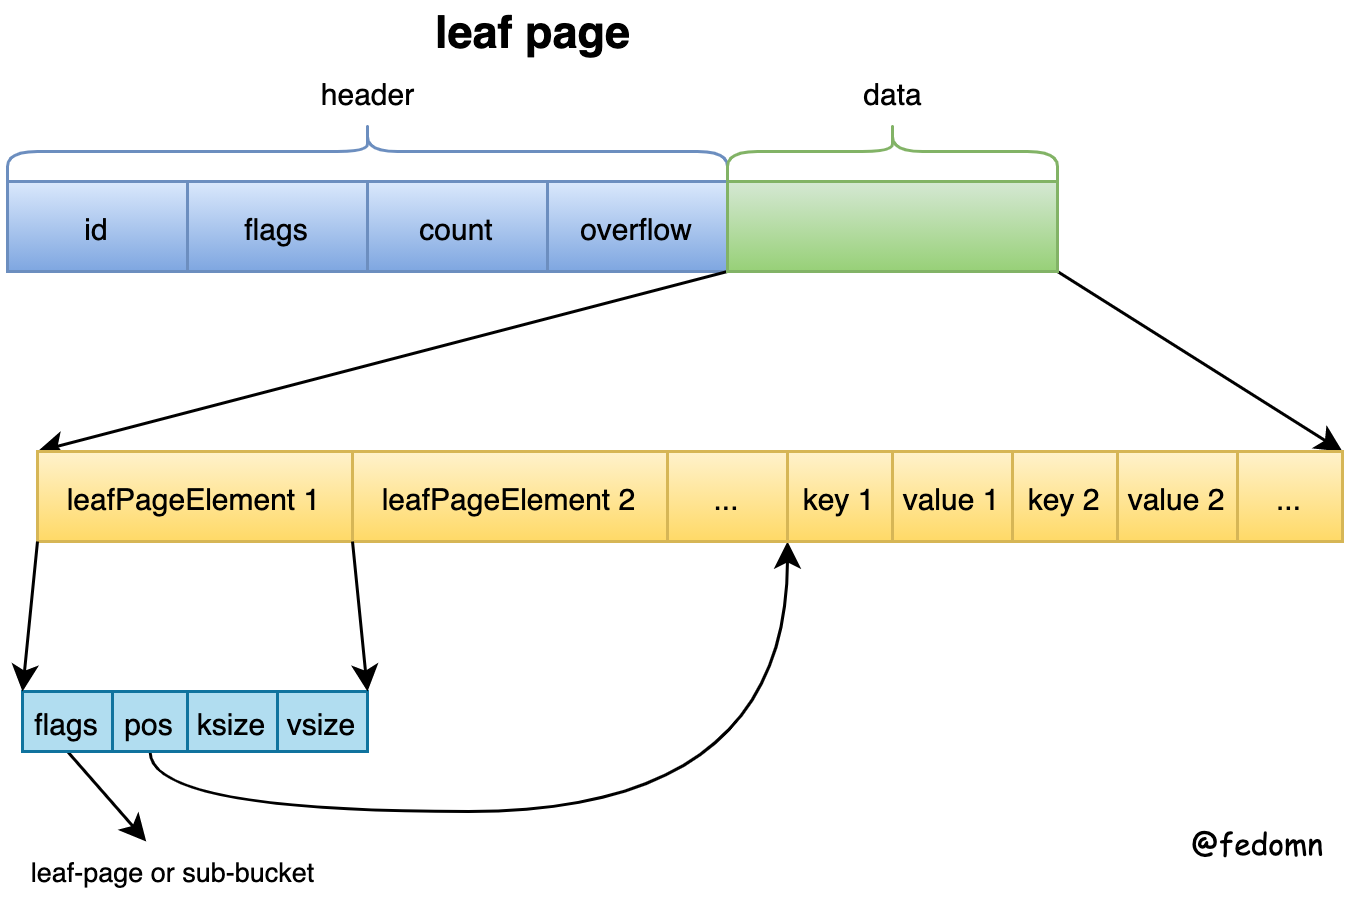 leaf page
header
data
id
flags
count
overflow
leafPageElement 1
leafPageElement 2
...
key 1
value 1
key 2
value 2
...
flags
pos
ksize
vsize
leaf-page or sub-bucket
@fedomn